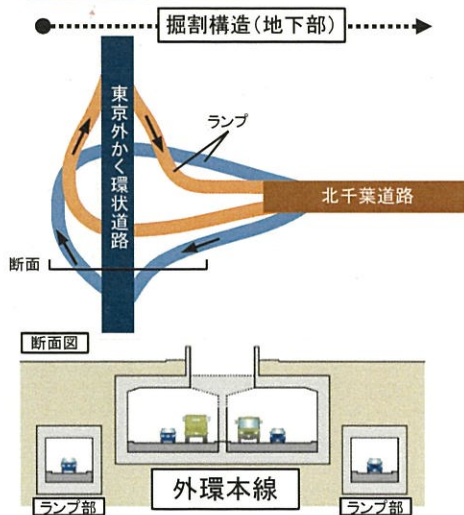 掘割構造(地下部)
東京外かく環状道路
ランプ
北千葉道路
断面
断面図
外環本線
ランプ部
ランプ部